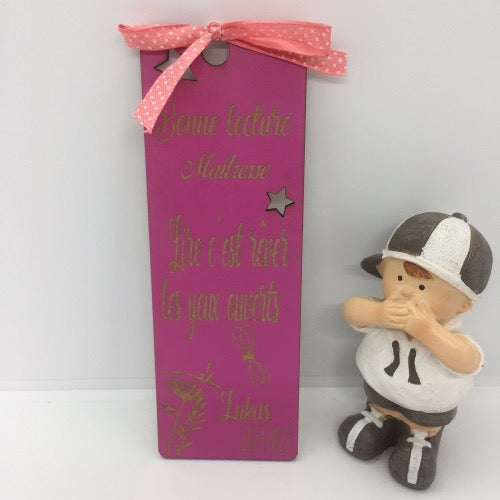 Bonne lecture
Maitresse
Lire c'est rêver
les yeux ouverts
Lukas